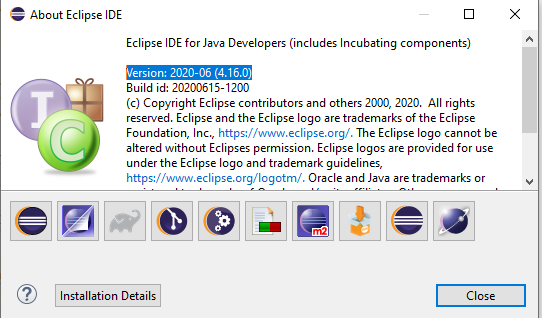 About Eclipse IDE
Eclipse IDE for Java Developers (includes Incubating components)
Version: 2020-06 (4.16.0)
Build id: 20200615-1200
(c) Copyright Eclipse contributors and others 2000, 2020. All rights
reserved. Eclipse and the Eclipse logo are trademarks of the Eclipse
Foundation, Inc., https://www.eclipse.org/. The Eclipse logo cannot be
altered without Eclipses permission. Eclipse logos are provided for use
under the Eclipse logo and trademark guidelines,
https://www.eclipse.org/logotm/. Oracle and Java are trademarks or
I
C
m2
?
Installation Details
Close